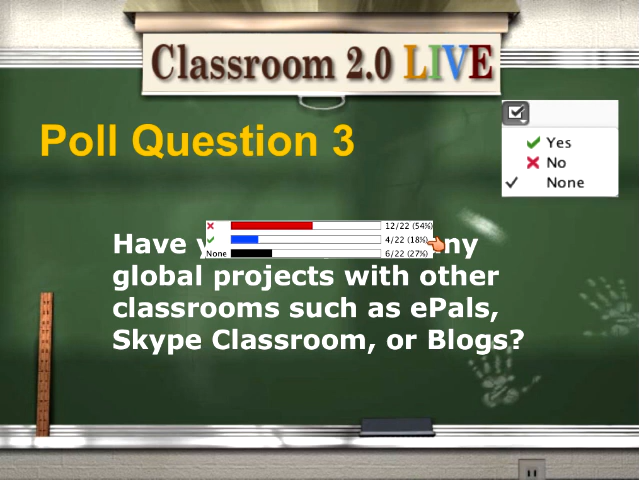 Classroom 2.0 LIVE
Poll Question 3
Yes
No
None
12/22 (54%)
4/22 (18%)
None 6/22 (27%)
Have
global projects with other
classrooms such as ePals,
Skype Classroom, or Blogs?